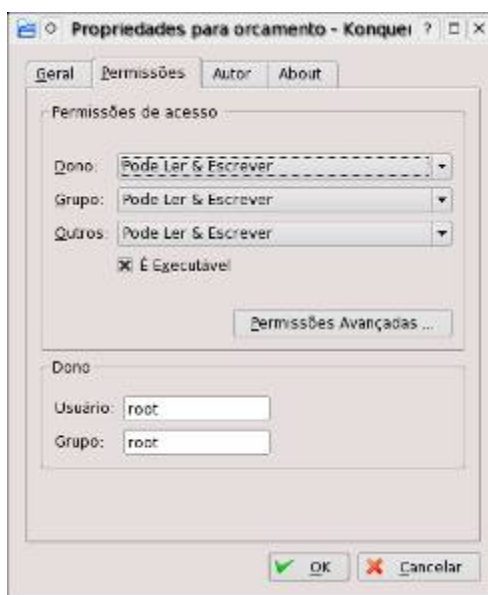 Propriedades para orcamento - Konquer ?
Geral Permissões Autor About
Permissões de acesso
Dono: Pode Ler & Escrever
Grupo: Pode Ler & Escrever
Outros: Pode Ler & Escrever
É Executável
Permissões Avançadas ...
Dono
Usuário: root
Grupo: root
OK Cancelar